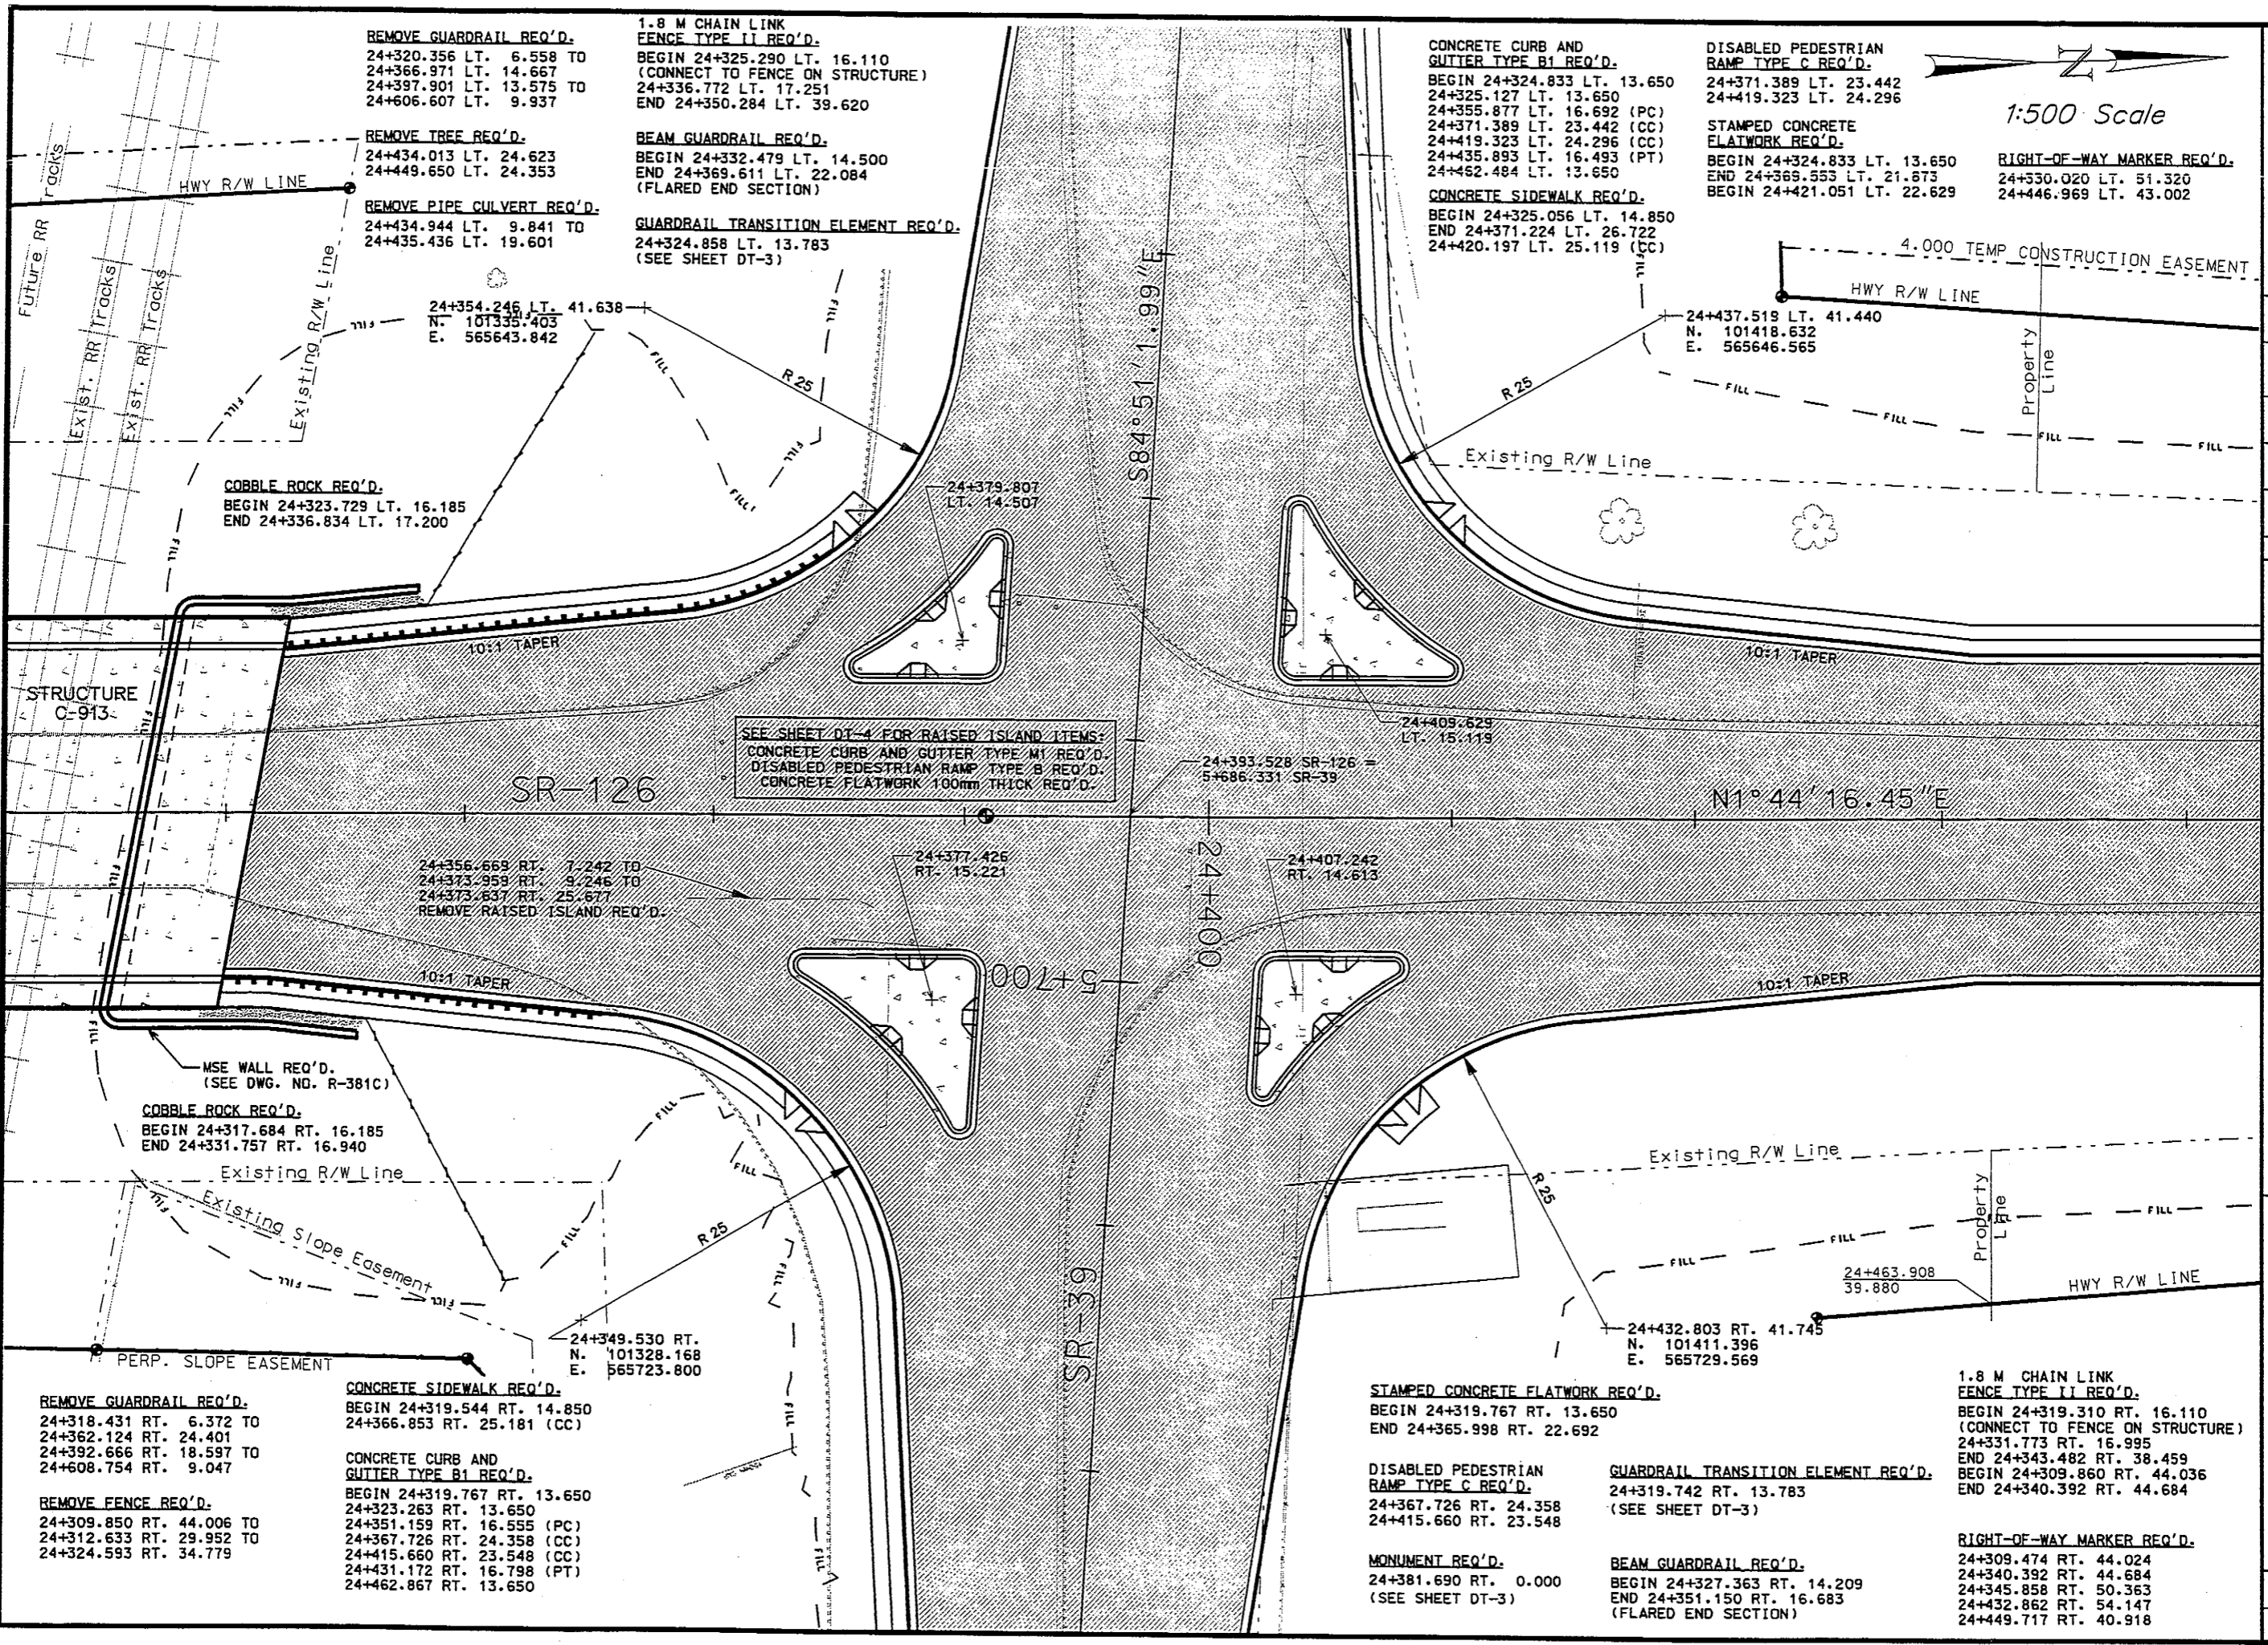 REMOVE GUARDRAIL REQ'D.
24+320.356 LT. 6.558 TO
24+366.971 LT. 14.667
24+397.901 LT. 13.575 TO
24+606.607 LT. 9.937
REMOVE TREE REQ'D.
24+434.013 LT. 24.623
24+449.650 LT. 24.353
REMOVE PIPE CULVERT REQ'D.
24+434.944 LT. 9.841 TO
24+435.436 LT. 19.601
1.8 M CHAIN LINK
FENCE TYPE II REQ'D.
BEGIN 24+325.290 LT. 16.110
(CONNECT TO FENCE ON STRUCTURE)
24+336.772 LT. 17.251
END 24+350.284 LT. 39.620
BEAM GUARDRAIL REQ'D.
BEGIN 24+332.479 LT. 14.500
END 24+369.611 LT. 22.084
(FLARED END SECTION)
GUARDRAIL TRANSITION ELEMENT REQ'D.
24+324.858 LT. 13.783
(SEE SHEET DT-3)
CONCRETE CURB AND
GUTTER TYPE B1 REQ'D.
BEGIN 24+324.833 LT. 13.650
24+325.127 LT. 13.650
24+355.877 LT. 16.692 (PC)
24+371.389 LT. 23.442 (CC)
24+419.323 LT. 24.296 (CC)
24+435.893 LT. 16.493 (PT)
24+462.484 LT. 13.650
CONCRETE SIDEWALK REQ'D.
BEGIN 24+325.056 LT. 14.850
END 24+371.224 LT. 26.722
24+420.197 LT. 25.119 (CC)
DISABLED PEDESTRIAN
RAMP TYPE C REQ'D.
24+371.389 LT. 23.442
24+419.323 LT. 24.296
STAMPED CONCRETE
FLATWORK REQ'D.
BEGIN 24+324.833 LT. 13.650
END 24+369.553 LT. 21.873
BEGIN 24+421.051 LT. 22.629
N
1:500 Scale
RIGHT-OF-WAY MARKER REQ'D.
24+330.020 LT. 51.320
24+446.969 LT. 43.002
HWY R/W LINE
Future RR racks
Exist. RR Tracks
Exist. RR Tracks
Existing R/W Line
FILL
24+354.246 LT. 41.638
N. 101335.403
E. 565643.842
FILL
FILL
FILL
FILL
FILL
R 25
S84°51'1.99"E
FILL
4.000 TEMP CONSTRUCTION EASEMENT
HWY R/W LINE
24+437.519 LT. 41.440
N. 101418.632
E. 565646.565
Property
Line
R 25
FILL
FILL
FILL
FILL
Existing R/W Line
COBBLE ROCK REQ'D.
BEGIN 24+323.729 LT. 16.185
END 24+336.834 LT. 17.200
FILL
24+379.807
LT. 14.507
10:1 TAPER
10:1 TAPER
STRUCTURE
C-913
FILL
SEE SHEET DT-4 FOR RAISED ISLAND ITEMS:
CONCRETE CURB AND GUTTER TYPE M1 REQ'D.
DISABLED PEDESTRIAN RAMP TYPE B REQ'D.
CONCRETE FLATWORK 100mm THICK REQ'D.
24+409.629
LT. 15.119
24+393.528 SR-126 =
5+686.331 SR-39
SR-126
N1°44'16.45"E
24+356.669 RT. 7.242 TO
24+373.959 RT. 9.246 TO
24+373.637 RT. 25.677
REMOVE RAISED ISLAND REQ'D.
24+377.426
RT. 15.221
24+400
24+407.242
RT. 14.613
FILL
10:1 TAPER
5+700
10:1 TAPER
FILL
MSE WALL REQ'D.
(SEE DWG. NO. R-381C)
COBBLE ROCK REQ'D.
BEGIN 24+317.684 RT. 16.185
END 24+331.757 RT. 16.940
Existing R/W Line
Existing Slope Easement
FILL
FILL
FILL
FILL
FILL
FILL
FILL
FILL
R 25
24+349.530 RT.
N. 101328.168
E. 565723.800
PERP. SLOPE EASEMENT
SR-39
Existing R/W Line
R 25
Property
Line
FILL
FILL
FILL
FILL
24+463.908
39.880
HWY R/W LINE
24+432.803 RT. 41.745
N. 101411.396
E. 565729.569
REMOVE GUARDRAIL REQ'D.
24+318.431 RT. 6.372 TO
24+362.124 RT. 24.401
24+392.666 RT. 18.597 TO
24+608.754 RT. 9.047
REMOVE FENCE REQ'D.
24+309.850 RT. 44.006 TO
24+312.633 RT. 29.952 TO
24+324.593 RT. 34.779
CONCRETE SIDEWALK REQ'D.
BEGIN 24+319.544 RT. 14.850
24+366.853 RT. 25.181 (CC)
CONCRETE CURB AND
GUTTER TYPE B1 REQ'D.
BEGIN 24+319.767 RT. 13.650
24+323.263 RT. 13.650
24+351.159 RT. 16.555 (PC)
24+367.726 RT. 24.358 (CC)
24+415.660 RT. 23.548 (CC)
24+431.172 RT. 16.798 (PT)
24+462.867 RT. 13.650
STAMPED CONCRETE FLATWORK REQ'D.
BEGIN 24+319.767 RT. 13.650
END 24+365.998 RT. 22.692
DISABLED PEDESTRIAN
RAMP TYPE C REQ'D.
24+367.726 RT. 24.358
24+415.660 RT. 23.548
MONUMENT REQ'D.
24+381.690 RT. 0.000
(SEE SHEET DT-3)
GUARDRAIL TRANSITION ELEMENT REQ'D.
24+319.742 RT. 13.783
(SEE SHEET DT-3)
BEAM GUARDRAIL REQ'D.
BEGIN 24+327.363 RT. 14.209
END 24+351.150 RT. 16.683
(FLARED END SECTION)
1.8 M CHAIN LINK
FENCE TYPE II REQ'D.
BEGIN 24+319.310 RT. 16.110
(CONNECT TO FENCE ON STRUCTURE)
24+331.773 RT. 16.995
END 24+343.482 RT. 38.459
BEGIN 24+309.860 RT. 44.036
END 24+340.392 RT. 44.684
RIGHT-OF-WAY MARKER REQ'D.
24+309.474 RT. 44.024
24+340.392 RT. 44.684
24+345.858 RT. 50.363
24+432.862 RT. 54.147
24+449.717 RT. 40.918